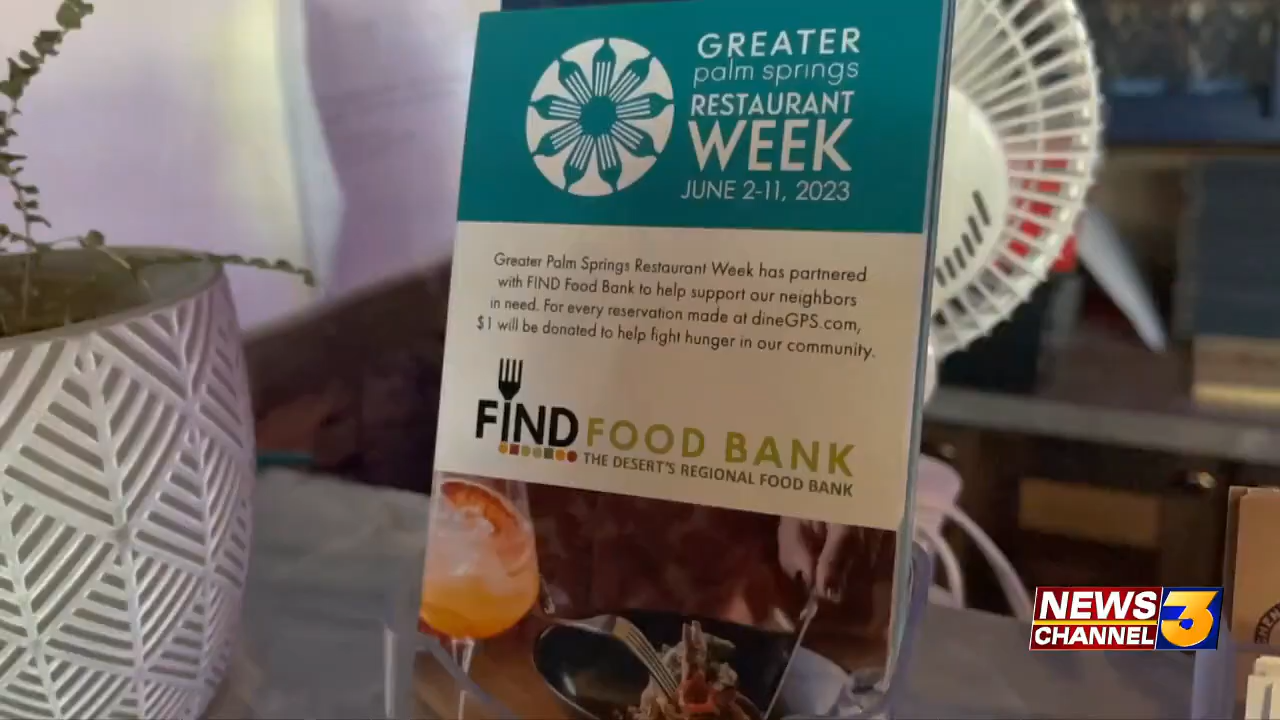 GREATER
palm springs
RESTAURANT
WEEK
JUNE 2-11, 2023
Greater Palm Springs Restaurant Week has partnered
with FIND Food Bank to help support our neighbors
in need. For every reservation made at dineGPS.com,
$1 will be donated to help fight hunger in our community.
FIND FOOD BANK
THE DESERT'S REGIONAL FOOD BANK
NEWS
CHANNEL 3